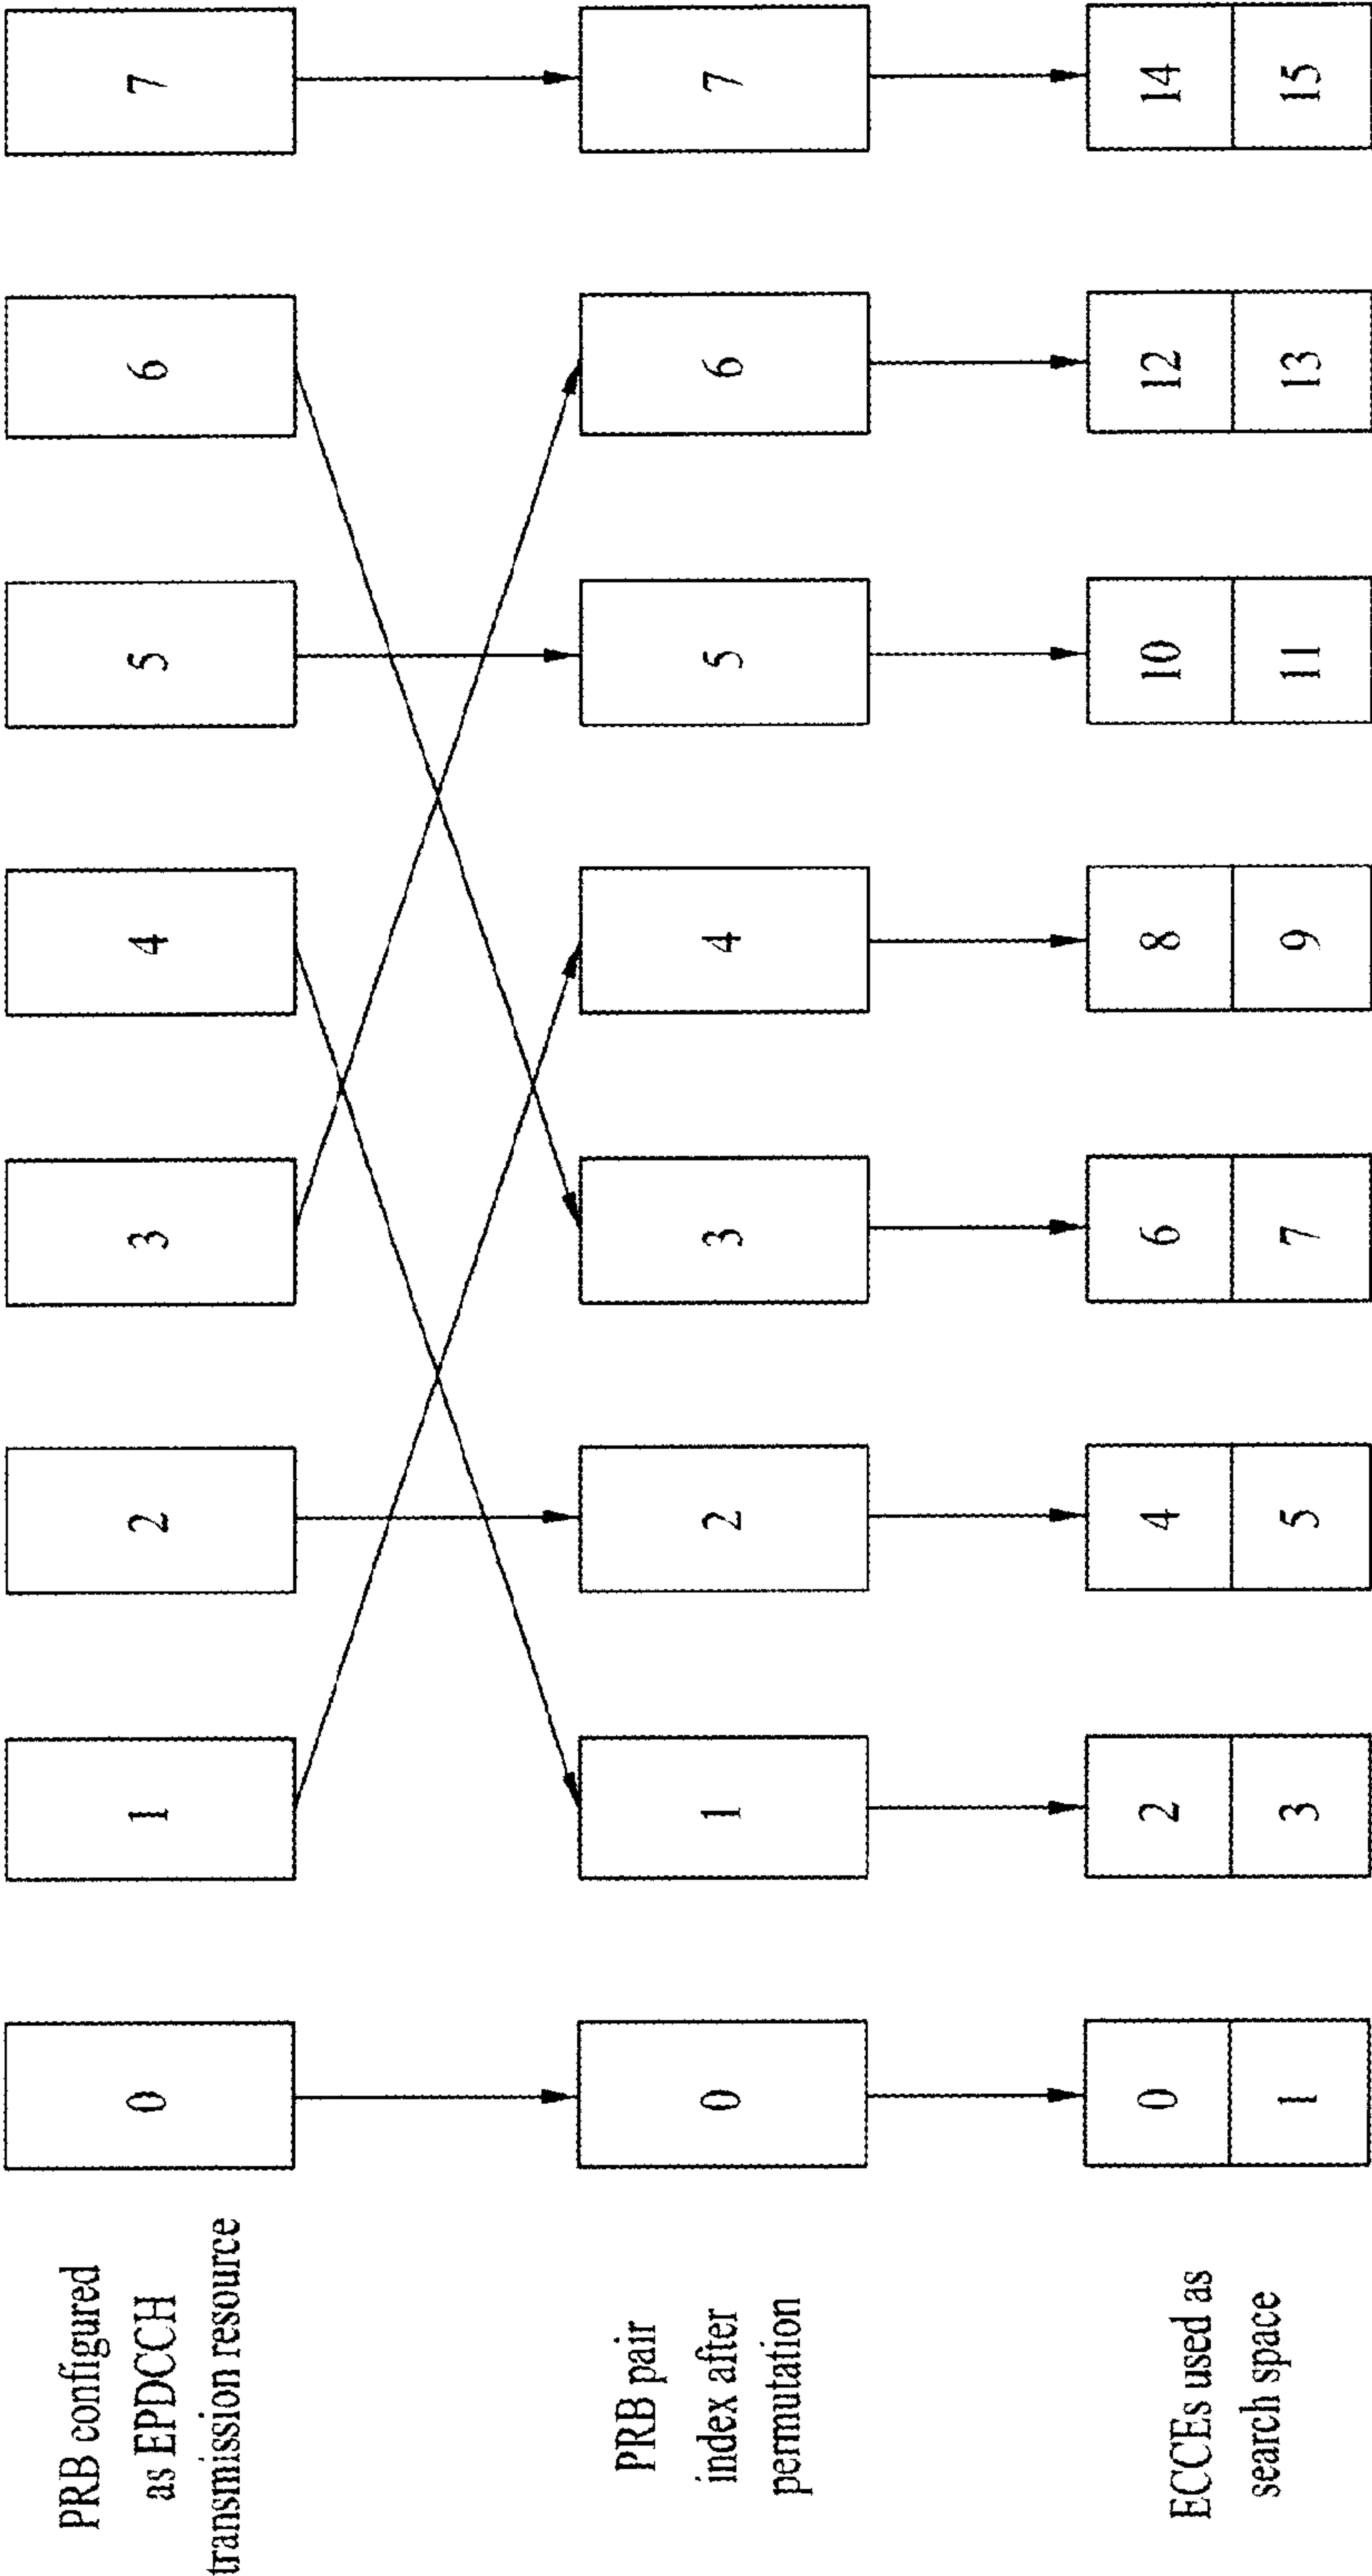 PRB configured
as EPDCCH
transmission resource
0 1 2 3 4 5 6 7
PRB pair
index after
permutation
0 1 2 3 4 5 6 7
ECCEs used as
search space
0 2 4 6 8 10 12 14
1 3 5 7 9 11 13 15